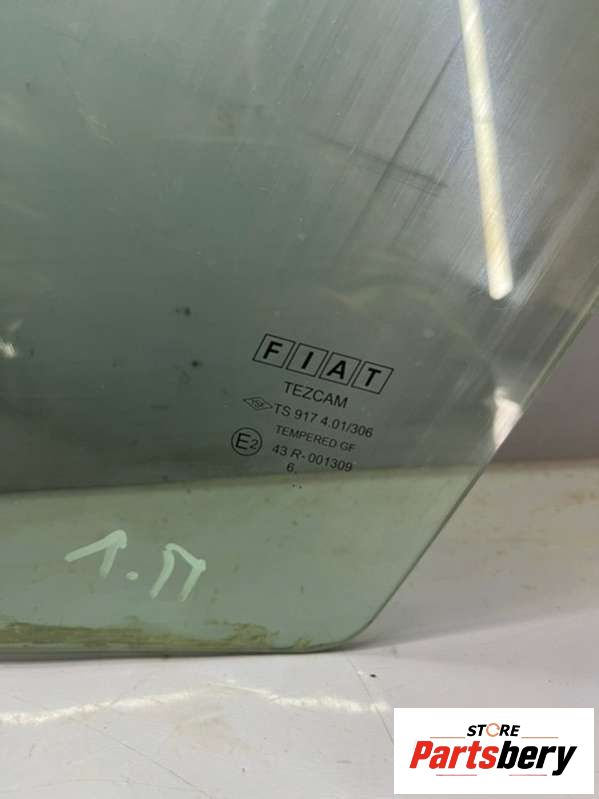 FIAT
TEZCAM
TS 917 4.01/306
TEMPERED GF
E2
43 R-001309
6.
..
л.п
STORE
Partsbery